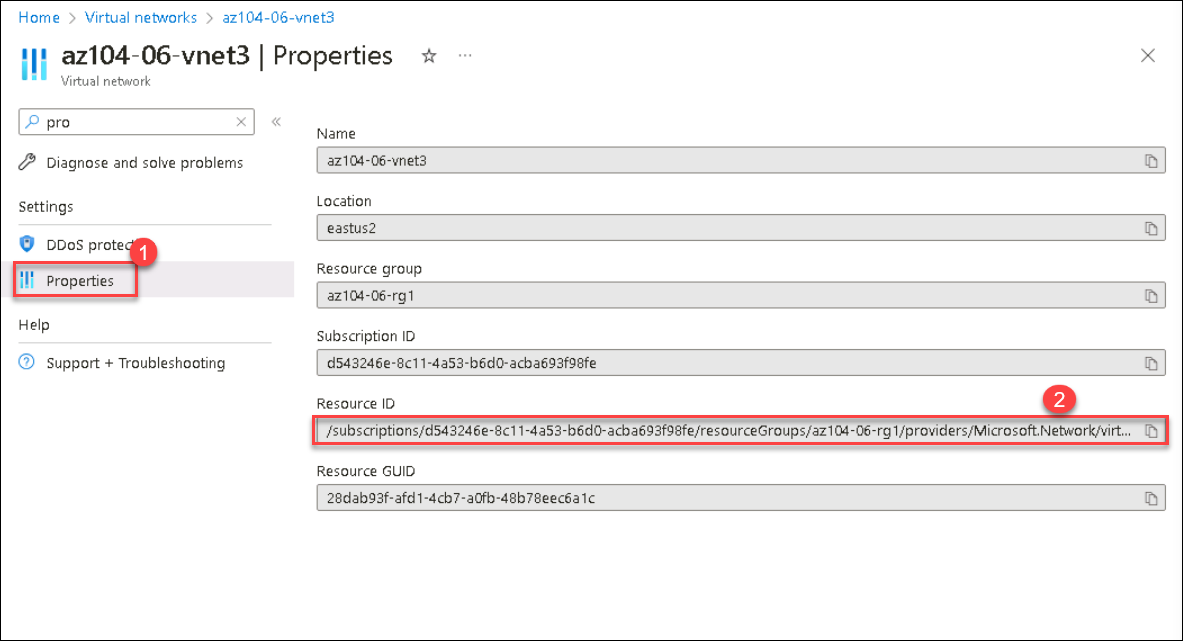 Home > Virtual networks > az104-06-vnet3
az104-06-vnet3 | Properties
Virtual network
pro
Diagnose and solve problems
Settings
DDoS protec
1
Properties
Help
Support + Troubleshooting
Name
az104-06-vnet3
Location
eastus2
Resource group
az104-06-rg1
Subscription ID
d543246e-8c11-4a53-b6d0-acba693f98fe
Resource ID
2
/subscriptions/d543246e-8c11-4a53-b6d0-acba693f98fe/resourceGroups/az104-06-rg1/providers/Microsoft.Network/virt...
Resource GUID
28dab93f-afd1-4cb7-a0fb-48b78eec6a1c